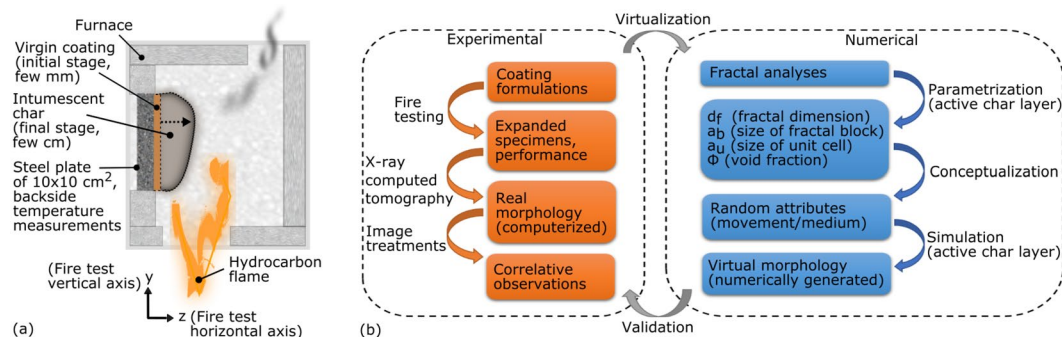 Furnace
Virgin coating
(initial stage,
few mm)
Intumescent
char
(final stage,
few cm)
Steel plate
of 10x10 cm²,
backside
temperature
measurements
Hydrocarbon
flame
(Fire test
vertical axis)
y
z (Fire test
horizontal axis)
(a)
Virtualization
Experimental
Coating
formulations
Fire
testing
Expanded
specimens,
performance
X-ray
computed
tomography
Real
morphology
(computerized)
Image
treatments
Correlative
observations
Numerical
Fractal analyses
Parametrization
(active char layer)
df (fractal dimension)
ab (size of fractal block)
au (size of unit cell)
Φ (void fraction)
Conceptualization
Random attributes
(movement/medium)
Simulation
(active char layer)
Virtual morphology
(numerically generated)
Validation
(b)